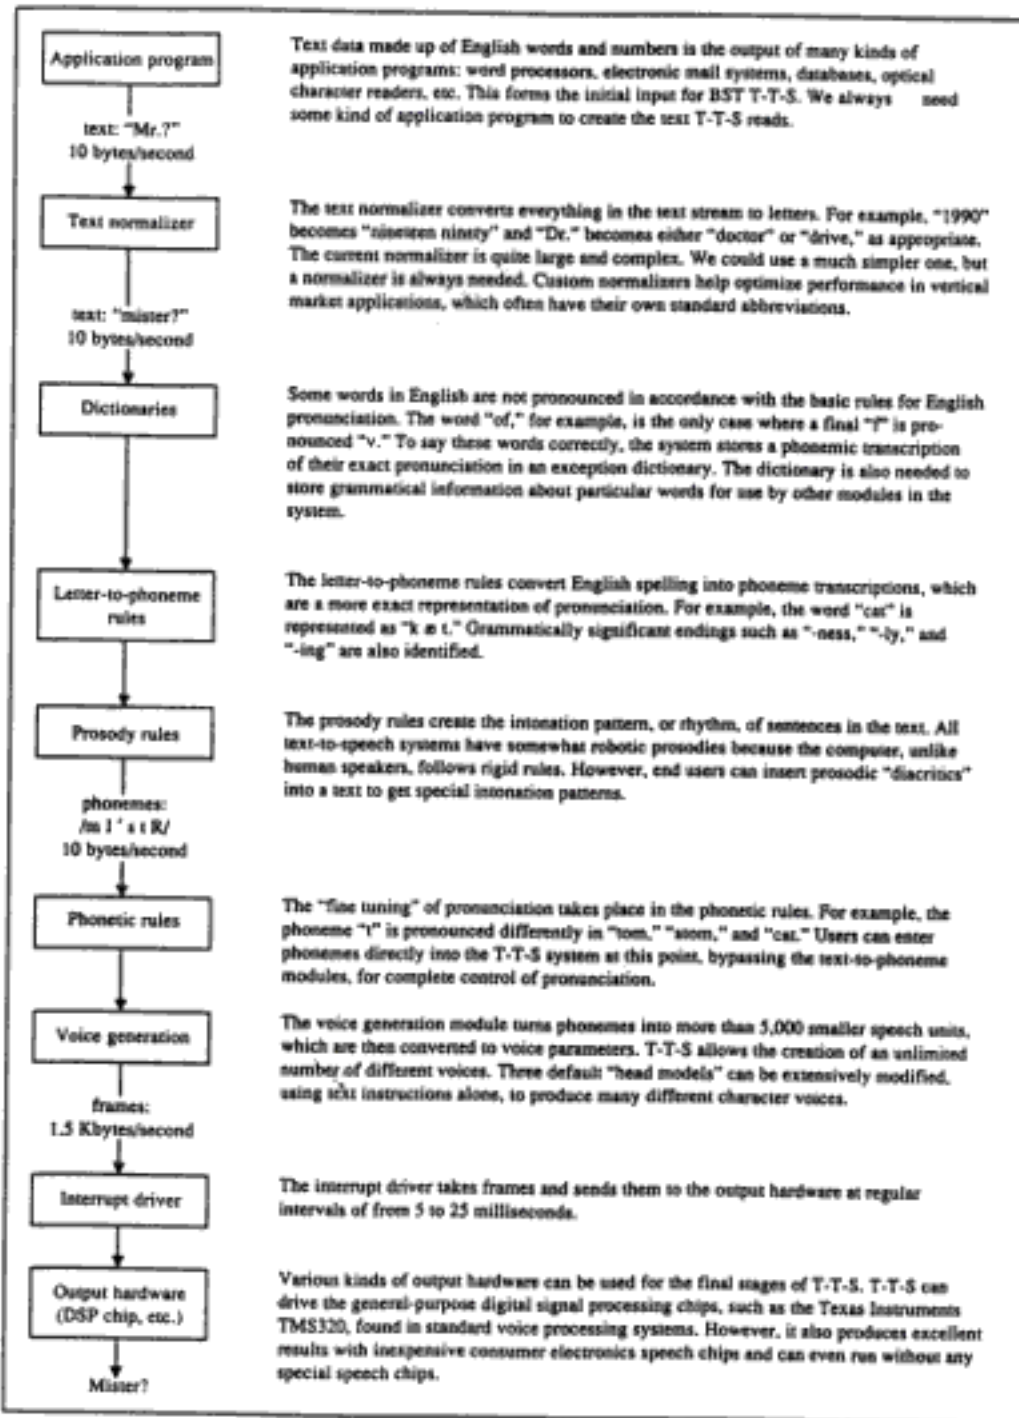 Application program
Text data made up of English words and numbers is the output of many kinds of
application programs: word processors, electronic mail systems, databases, optical
character readers, etc. This forms the initial input for BST T-T-S. We always need
some kind of application program to create the text T-T-S reads.
text: "Mr.?"
10 bytes/second
Text normalizer
The text normalizer converts everything in the text stream to letters. For example, "1990"
becomes "nineteen ninety" and "Dr." becomes either "doctor" or "drive," as appropriate.
The current normalizer is quite large and complex. We could use a much simpler one, but
a normalizer is always needed. Custom normalizers help optimize performance in vertical
market applications, which often have their own standard abbreviations.
text: "mister?"
10 bytes/second
Dictionaries
Some words in English are not pronounced in accordance with the basic rules for English
pronunciation. The word "of," for example, is the only case where a final "f" is pro-
nounced "v." To say these words correctly, the system stores a phonemic transcription
of their exact pronunciation in an exception dictionary. The dictionary is also needed to
store grammatical information about particular words for use by other modules in the
system.
Letter-to-phoneme
rules
The letter-to-phoneme rules convert English spelling into phoneme transcriptions, which
are a more exact representation of pronunciation. For example, the word "cat" is
represented as "k æ t." Grammatically significant endings such as "-ness," "-ly," and
"-ing" are also identified.
Prosody rules
The prosody rules create the intonation pattern, or rhythm, of sentences in the text. All
text-to-speech systems have somewhat robotic prosodies because the computer, unlike
human speakers, follows rigid rules. However, end users can insert prosodic "diacritics"
into a text to get special intonation patterns.
phonemes:
/m I ' s t R/
10 bytes/second
Phonetic rules
The "fine tuning" of pronunciation takes place in the phonetic rules. For example, the
phoneme "t" is pronounced differently in "tom," "atom," and "cat." Users can enter
phonemes directly into the T-T-S system at this point, bypassing the text-to-phoneme
modules, for complete control of pronunciation.
Voice generation
The voice generation module turns phonemes into more than 5,000 smaller speech units,
which are then converted to voice parameters. T-T-S allows the creation of an unlimited
number of different voices. Three default "head models" can be extensively modified,
using text instructions alone, to produce many different character voices.
frames:
1.5 Kbytes/second
Interrupt driver
The interrupt driver takes frames and sends them to the output hardware at regular
intervals of from 5 to 25 milliseconds.
Output hardware
(DSP chip, etc.)
Various kinds of output hardware can be used for the final stages of T-T-S. T-T-S can
drive the general-purpose digital signal processing chips, such as the Texas Instruments
TMS320, found in standard voice processing systems. However, it also produces excellent
results with inexpensive consumer electronics speech chips and can even run without any
special speech chips.
Mister?